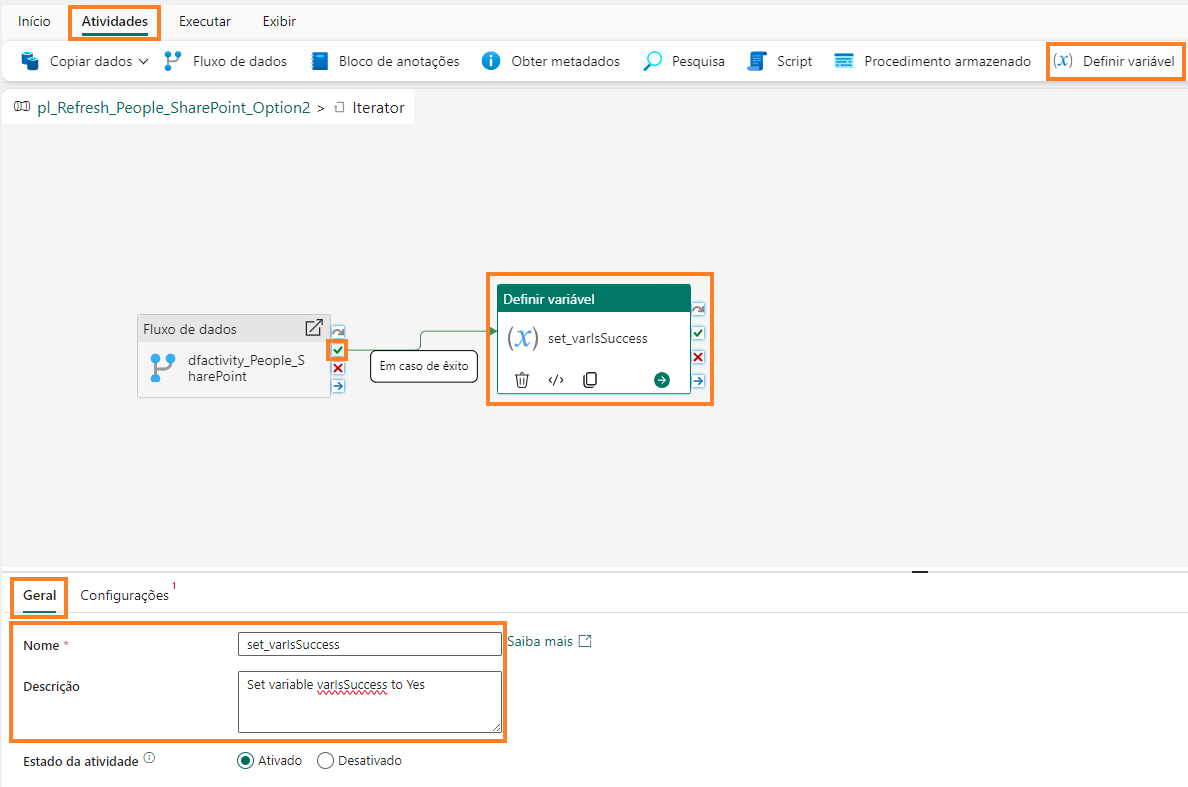 Início Atividades Executar Exibir
Copiar dados Fluxo de dados Bloco de anotações Obter metadados Pesquisa Script Procedimento armazenado (x) Definir variável
pl_Refresh_People_SharePoint_Option2 > Iterator
Definir variável
(x) set_varIsSuccess
Fluxo de dados
dfactivity_People_S
harePoint
Em caso de êxito
Geral Configurações 1
Nome * set_varIsSuccess Saiba mais
Descrição Set variable varIsSuccess to Yes
Estado da atividade Ativado Desativado